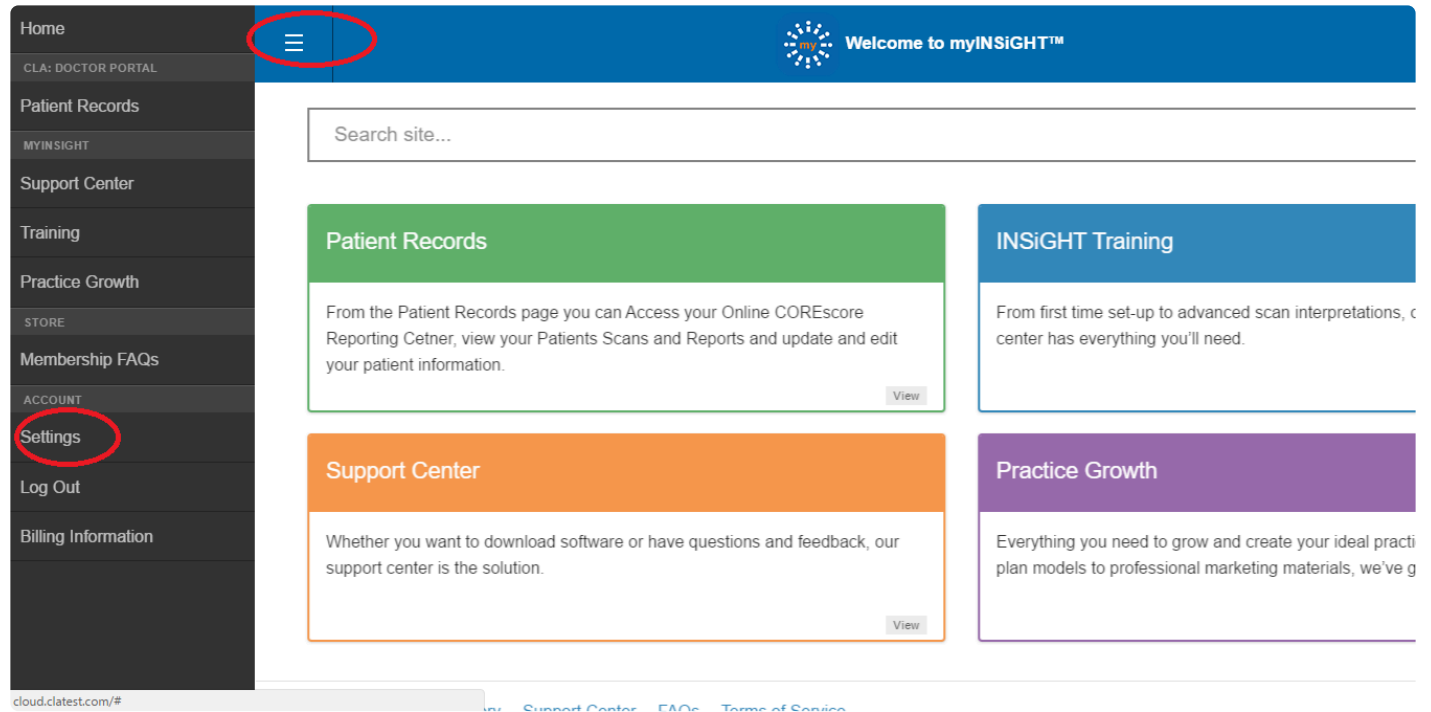 Home
CLA: DOCTOR PORTAL
Patient Records
MYINSIGHT
Support Center
Training
Practice Growth
STORE
Membership FAQs
ACCOUNT
Settings
Log Out
Billing Information
cloud.clatest.com/#
my
Welcome to myINSiGHT™
Search site...
Patient Records
From the Patient Records page you can Access your Online COREscore
Reporting Cetner, view your Patients Scans and Reports and update and edit
your patient information.
View
INSiGHT Training
From first time set-up to advanced scan interpretations,
center has everything you’ll need.
Support Center
Whether you want to download software or have questions and feedback, our
support center is the solution.
View
Practice Growth
Everything you need to grow and create your ideal
plan models to professional marketing materials, we’ve
Support Center FAQs Terms of Service